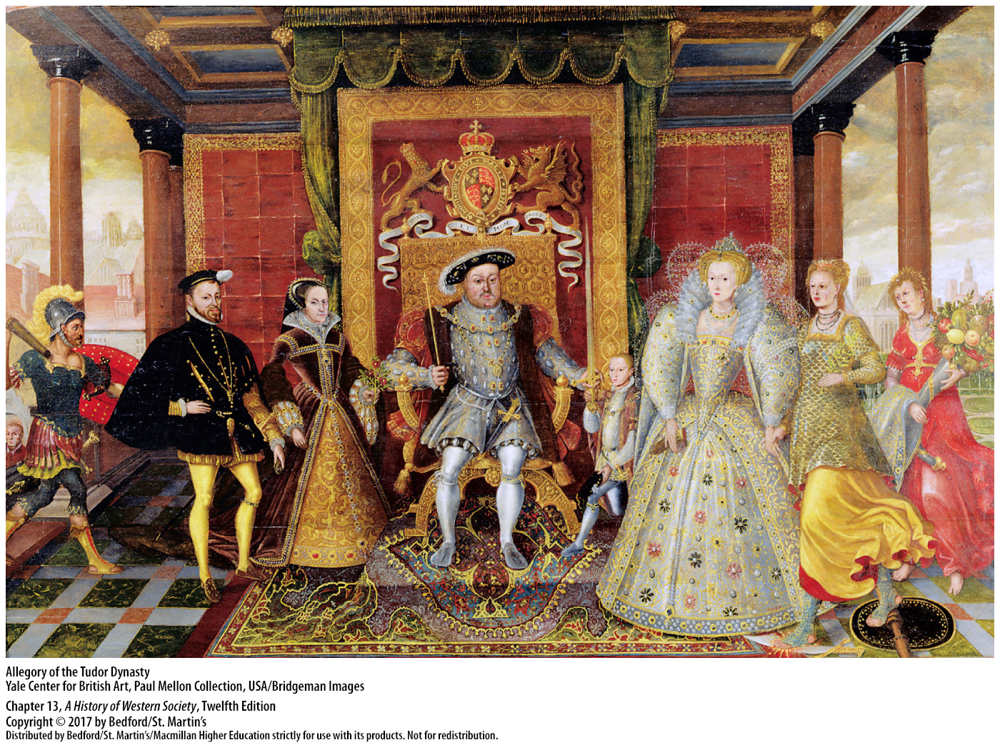 DIEV
ET MON
DROIT
Allegory of the Tudor Dynasty
Yale Center for British Art, Paul Mellon Collection, USA/Bridgeman Images
Chapter 13, A History of Western Society, Twelfth Edition
Copyright © 2017 by Bedford/St. Martin’s
Distributed by Bedford/St. Martin’s/Macmillan Higher Education strictly for use with its products. Not for redistribution.